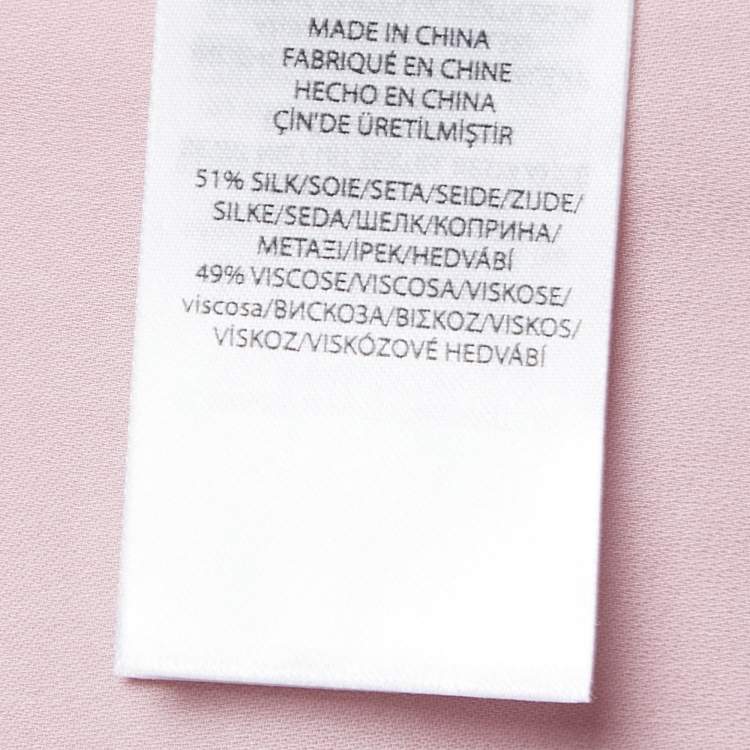 MADE IN CHINA
FABRIQUÉ EN CHINE
HECHO EN CHINA
ÇİN'DE ÜRETİLMİŞTİR
51% SILK/SOIE/SETA/SEIDE/ZIJDE/
SILKE/SEDA/ШЕЛК/КОПРИНА/
ΜΕΤΑΞΙ/İPEK/HEDVÁBÍ
49% VISCOSE/VISCOSA/VISKOSE/
viscosa/ВИСКОЗА/ΒΙΣΚΟΖ/VISKOS/
VİSKOZ/VISKÓZOVÉ HEDVÁBÍ